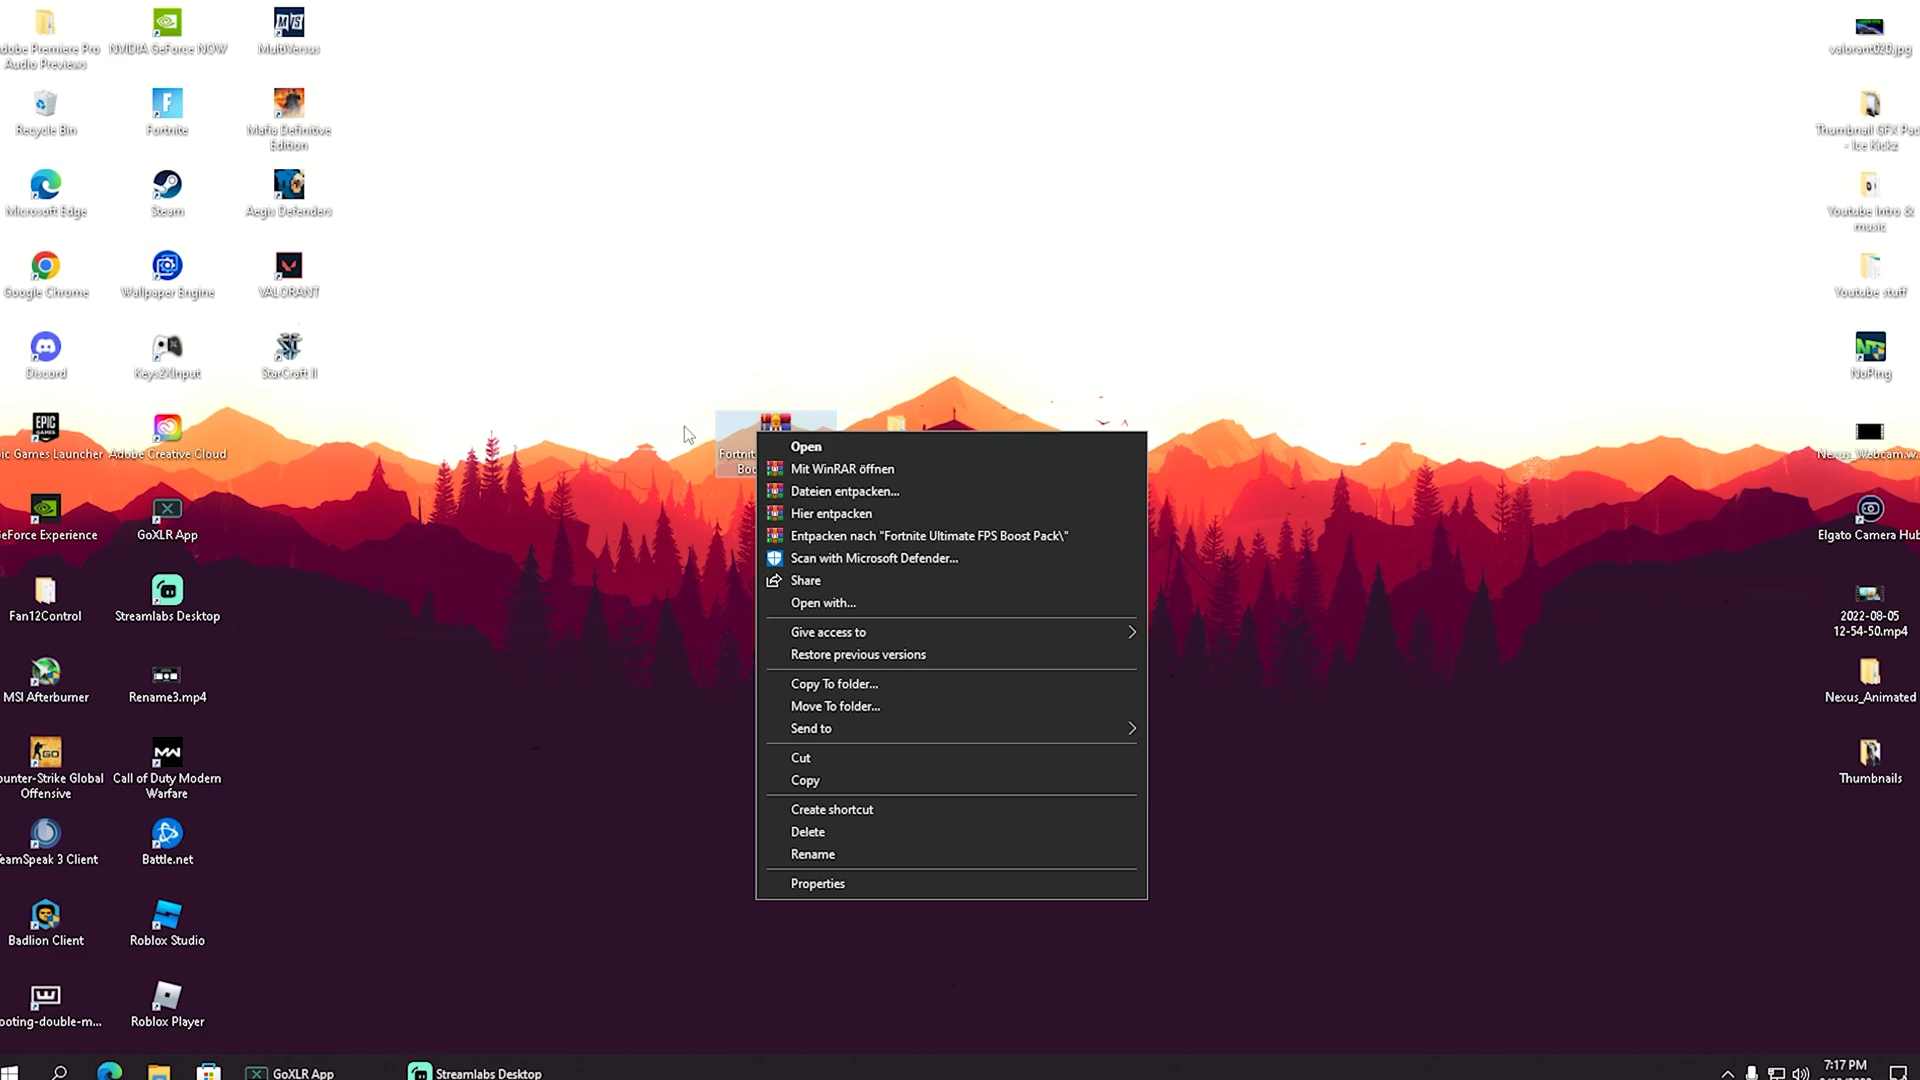 Adobe Premiere Pro
Audio Previews
NVIDIA GeForce NOW
MultiVersus
Recycle Bin
Fortnite
Mafia Definitive
Edition
Microsoft Edge
Steam
Aegis Defenders
Google Chrome
Wallpaper Engine
VALORANT
Discord
Keys2XInput
StarCraft II
EPIC
GAMES
Epic Games Launcher
Adobe Creative Cloud
GeForce Experience
GoXLR App
Fan12Control
Streamlabs Desktop
MSI Afterburner
Rename3.mp4
Counter-Strike Global
Offensive
Call of Duty Modern
Warfare
TeamSpeak 3 Client
Battle.net
Badlion Client
Roblox Studio
ooting-double-m...
Roblox Player
Fortnit
Boo
Open
Mit WinRAR öffnen
Dateien entpacken...
Hier entpacken
Entpacken nach "Fortnite Ultimate FPS Boost Pack\"
Scan with Microsoft Defender...
Share
Open with...
Give access to
Restore previous versions
Copy To folder...
Move To folder...
Send to
Cut
Copy
Create shortcut
Delete
Rename
Properties
valorant020.jpg
Thumbnail GFX Pac
- Ice Kickz
Youtube Intro &
music
Youtube stuff
NoPing
Nexus_Webcam.w...
Elgato Camera Hub
2022-08-05
12-54-50.mp4
Nexus_Animated
Thumbnails
GoXLR App
Streamlabs Desktop
7:17 PM